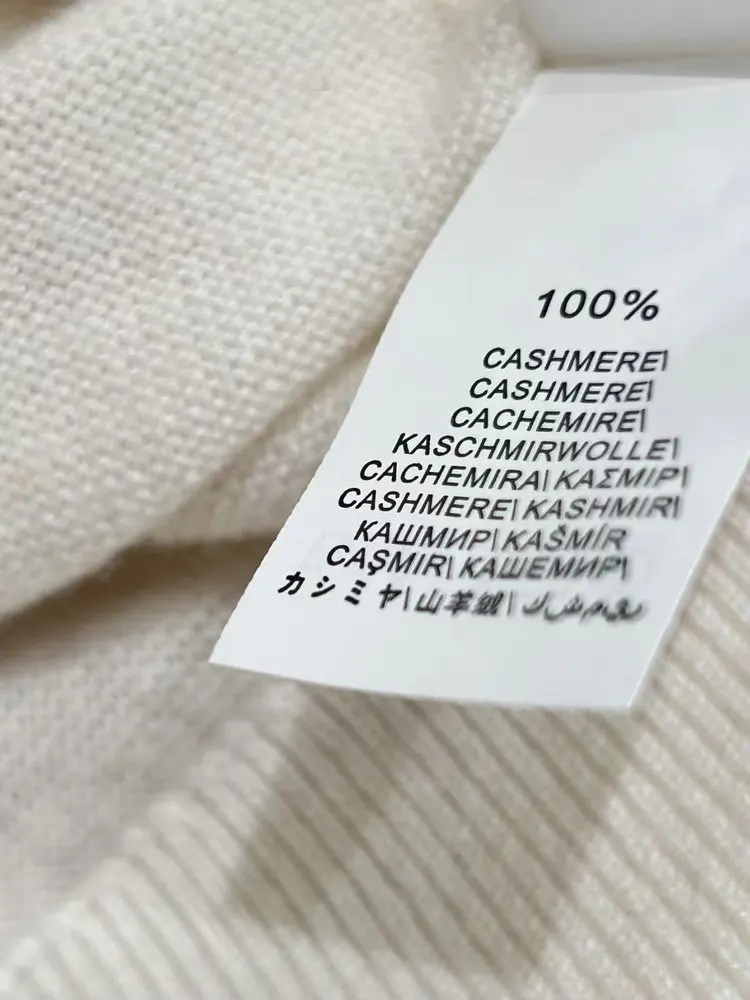 100%
CASHMERE\
CASHMERE\
CACHEMIRE\
KASCHMIRWOLLE\
CACHEMIRA\ ΚΑΣΜΙΡ\
CASHMERE\ KASHMIR\
КАШМИР\ KAŠMÍR
CAŞMIR\ КАШЕМИР\
カシミヤ\ 山羊绒\